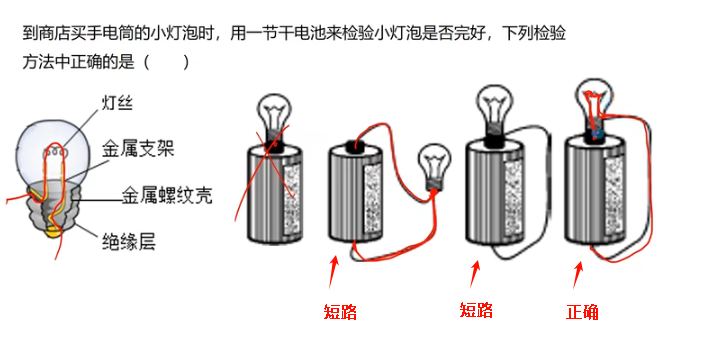 到商店买手电筒的小灯泡时，用一节干电池来检验小灯泡是否完好，下列检验
方法中正确的是（　　）
灯丝
金属支架
金属螺纹壳
绝缘层
短路
短路
正确